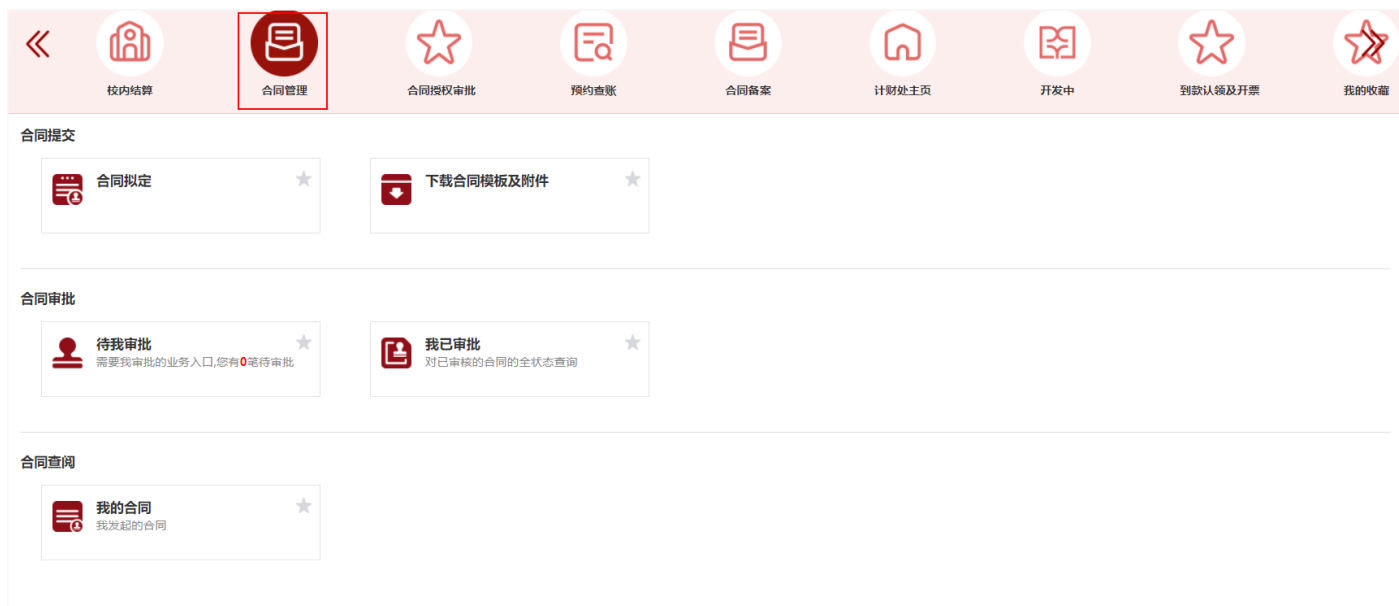 校内结算
合同管理
合同授权审批
预约查账
合同备案
计财处主页
开发中
到款认领及开票
我的收藏
合同提交
合同拟定
下载合同模板及附件
合同审批
待我审批
需要我审批的业务入口,您有0笔待审批
我已审批
对已审核的合同的全状态查询
合同查阅
我的合同
我发起的合同